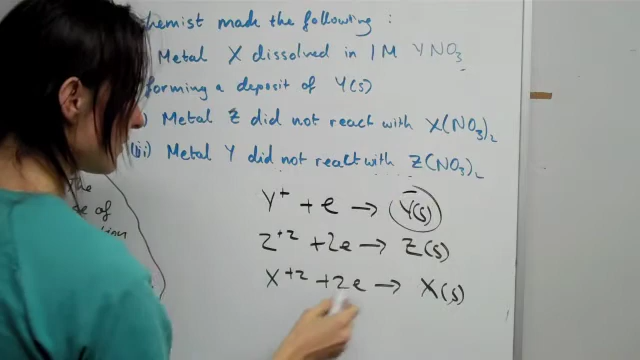 chemist made the following :
Metal X dissolved in 1M YNO3
forming a deposit of Y(s)
) Metal Z did not react with X(NO3)2
(iii) Metal Y did not react with Z(NO3)2
The
of
Y+ + e → Y(s)
Z+2 + 2e → Z(s)
X+2 + 2e → X(s)